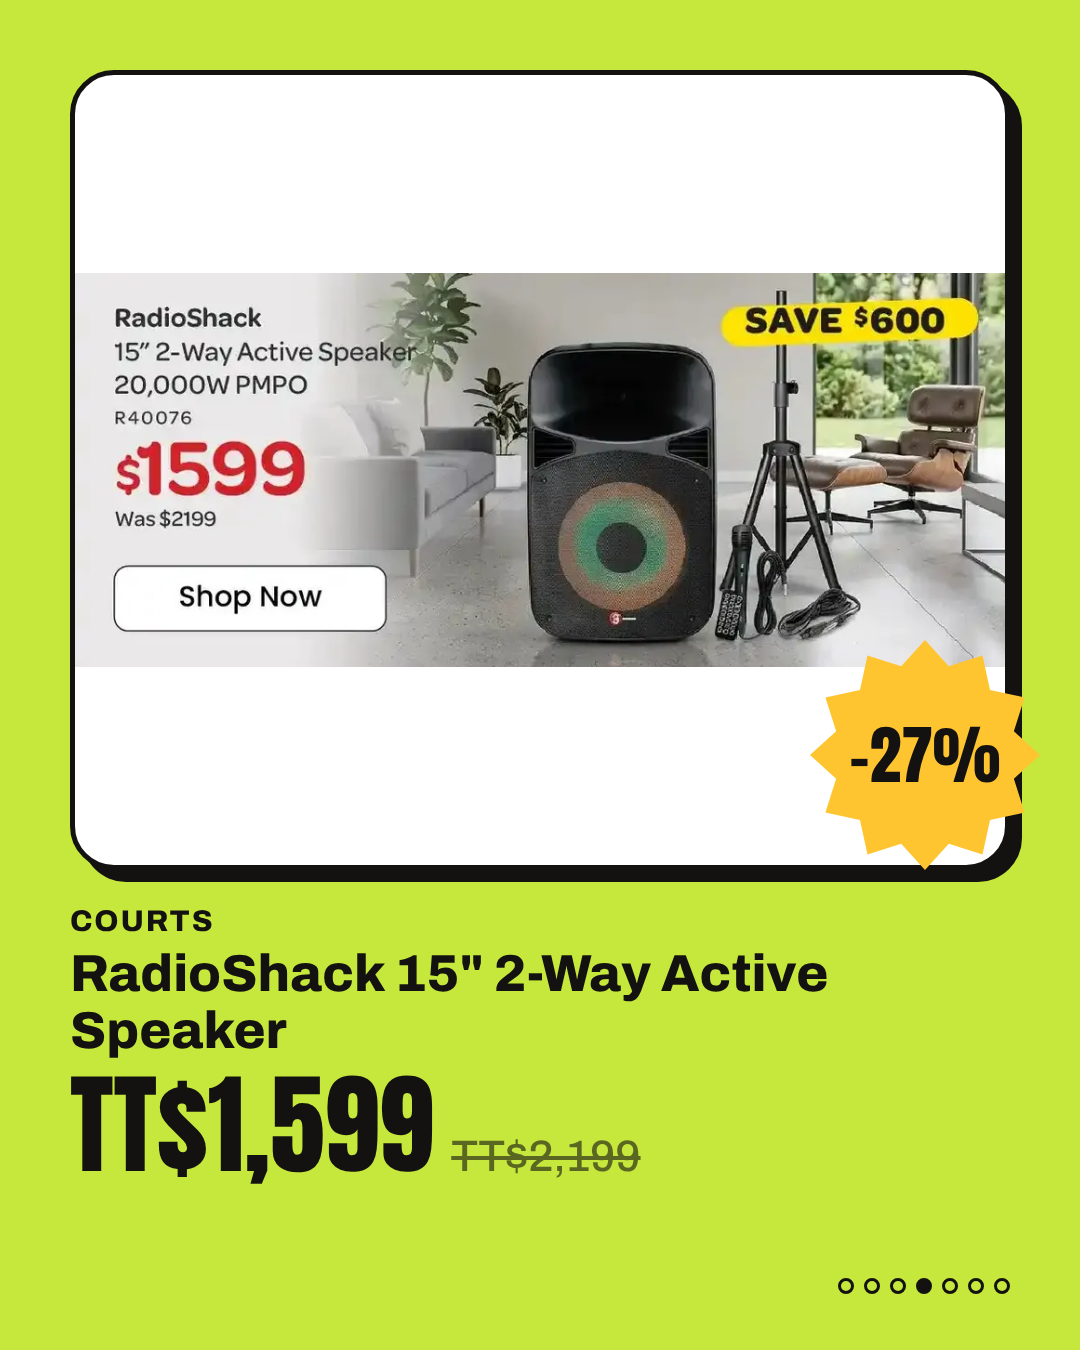 RadioShack
15” 2-Way Active Speaker
20,000W PMPO
R40076
$1599
Was $2199
Shop Now
SAVE $600
-27%
COURTS
RadioShack 15" 2-Way Active
Speaker
TT$1,599 TT$2,199